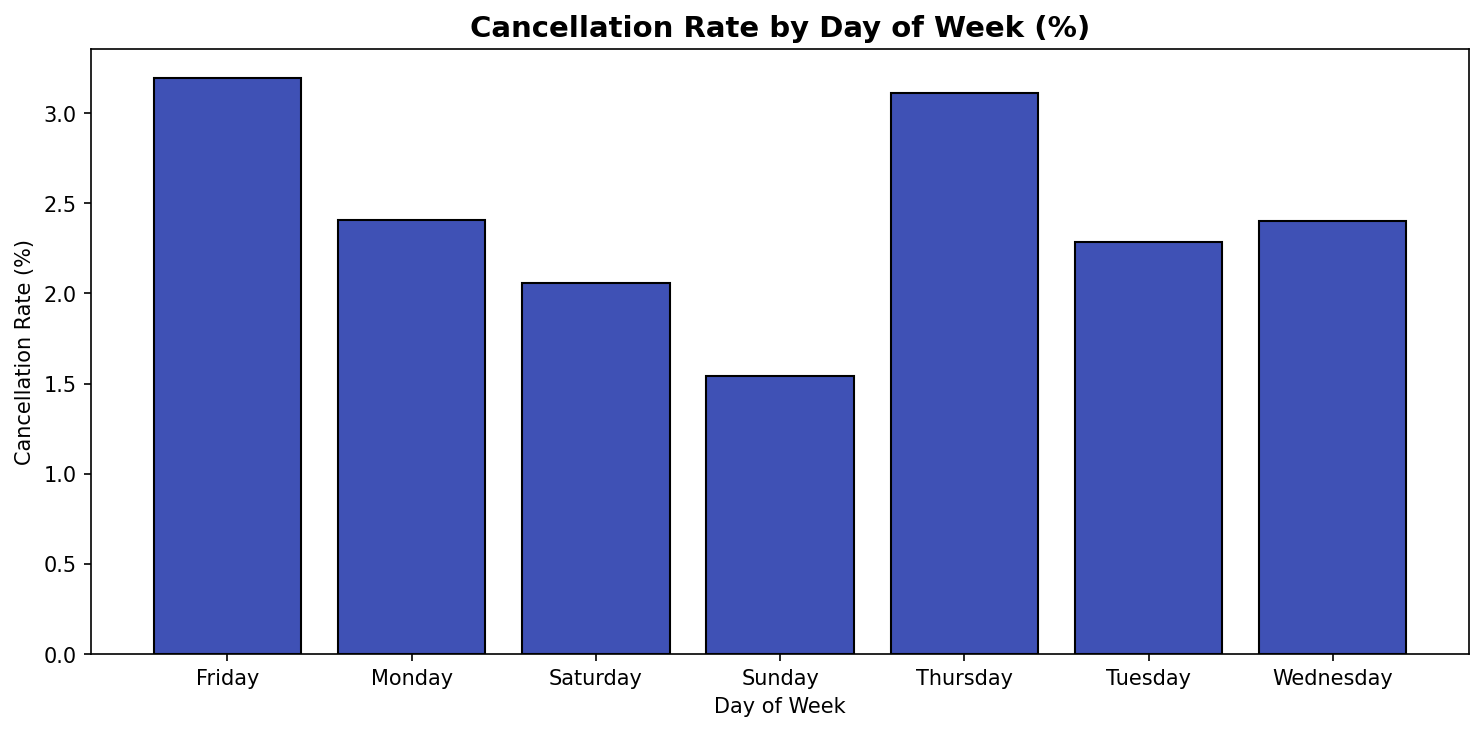 Cancellation Rate by Day of Week (%)
Cancellation Rate (%)
3.0
2.5
2.0
1.5
1.0
0.5
0.0
Friday Monday Saturday Sunday Thursday Tuesday Wednesday
Day of Week